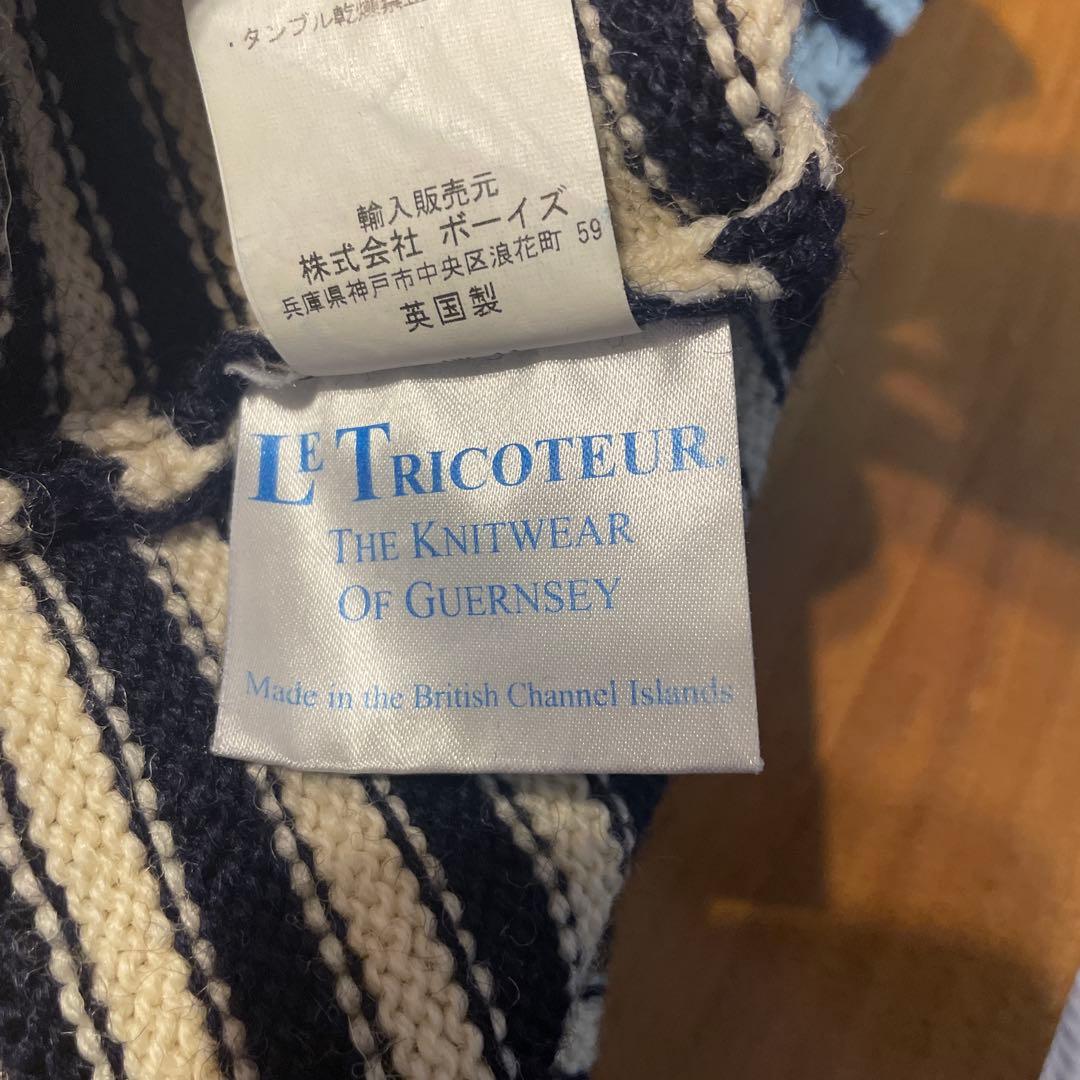 ・タンブル乾燥禁止
輸入販売元
株式会社 ボーイズ
兵庫県神戸市中央区浪花町 59
英国製
LE TRICOTEUR.
THE KNITWEAR
OF GUERNSEY
Made in the British Channel Islands